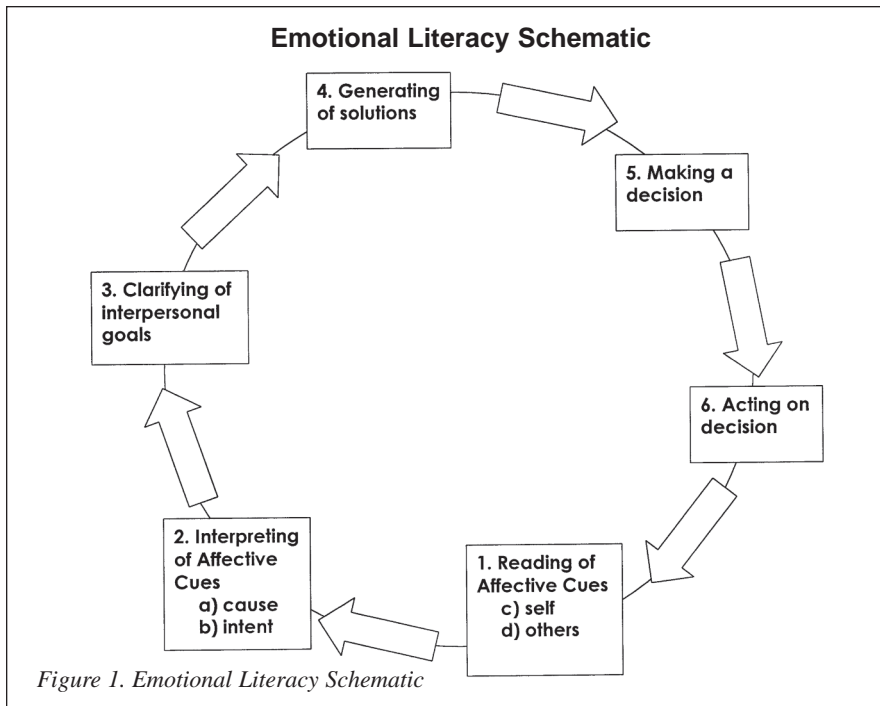 Emotional Literacy Schematic
4. Generating
of solutions
5. Making a
decision
3. Clarifying of
interpersonal
goals
6. Acting on
decision
2. Interpreting
of Affective
Cues
a) cause
b) intent
1. Reading of
Affective Cues
c) self
d) others
Figure 1. Emotional Literacy Schematic